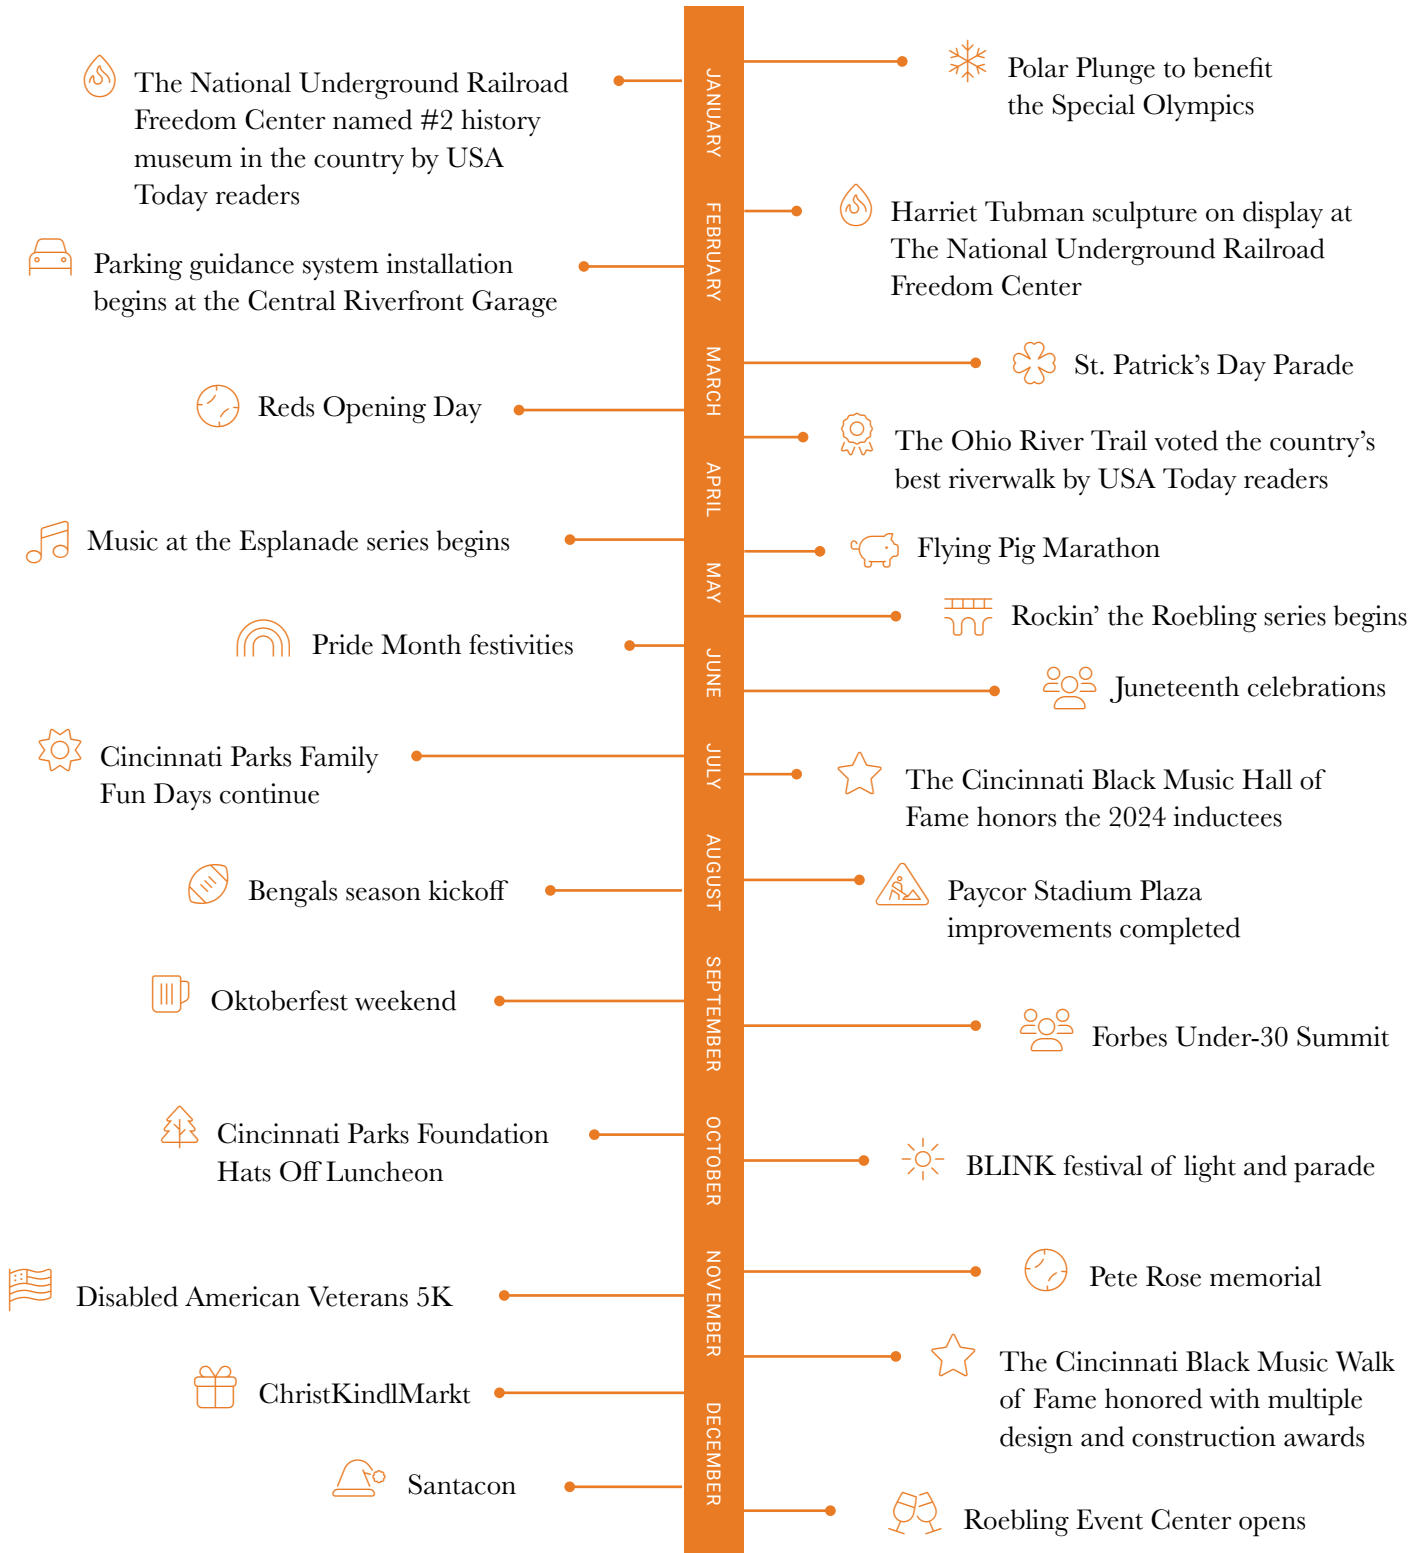 JANUARY
The National Underground Railroad
Freedom Center named #2 history
museum in the country by USA
Today readers
Polar Plunge to benefit
the Special Olympics
FEBRUARY
Harriet Tubman sculpture on display at
The National Underground Railroad
Freedom Center
Parking guidance system installation
begins at the Central Riverfront Garage
MARCH
St. Patrick’s Day Parade
Reds Opening Day
The Ohio River Trail voted the country’s
best riverwalk by USA Today readers
APRIL
Music at the Esplanade series begins
Flying Pig Marathon
MAY
Rockin’ the Roebling series begins
Pride Month festivities
JUNE
Juneteenth celebrations
JULY
Cincinnati Parks Family
Fun Days continue
The Cincinnati Black Music Hall of
Fame honors the 2024 inductees
AUGUST
Bengals season kickoff
Paycor Stadium Plaza
improvements completed
SEPTEMBER
Oktoberfest weekend
Forbes Under-30 Summit
OCTOBER
Cincinnati Parks Foundation
Hats Off Luncheon
BLINK festival of light and parade
NOVEMBER
Pete Rose memorial
Disabled American Veterans 5K
The Cincinnati Black Music Walk
of Fame honored with multiple
design and construction awards
ChristKindlMarkt
DECEMBER
Santacon
Roebling Event Center opens